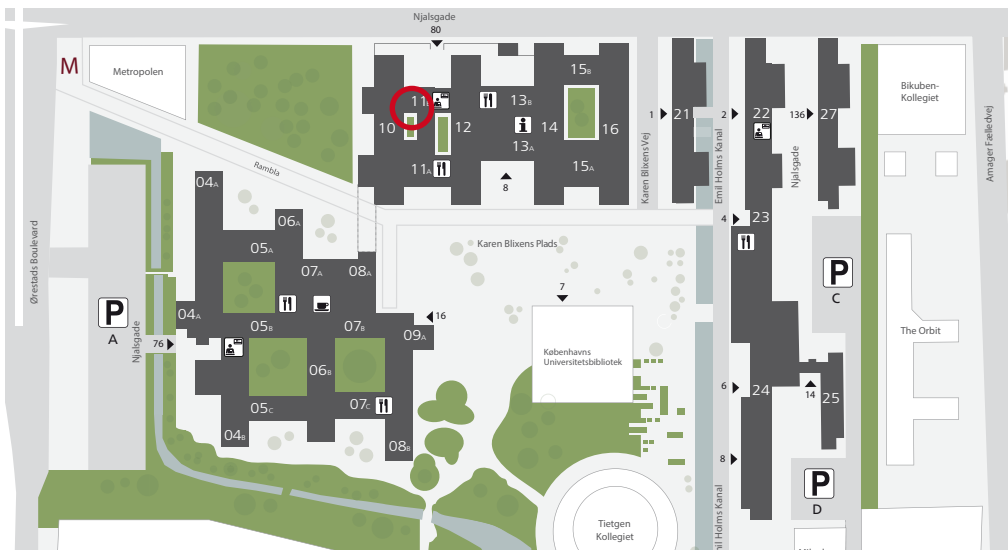 Njalsgade
80
M
Metropolen
15B
11B
13B
10
12
14
16
13A
11A
15A
8
1
21
2
22
136
27
Bikuben-
Kollegiet
Karen Blixens Vej
Emil Holms Kanal
Njalsgade
Amager Fælledvej
Rambla
04A
06A
05A
07A
08A
Karen Blixens Plads
4
23
Ørestads Boulevard
P
A
Njalsgade
76
04A
05B
07B
09A
16
7
P
C
The Orbit
Københavns
Universitetsbibliotek
06B
05C
07C
04B
08B
6
24
14
25
8
P
D
Tietgen
Kollegiet
mil Holms Kanal